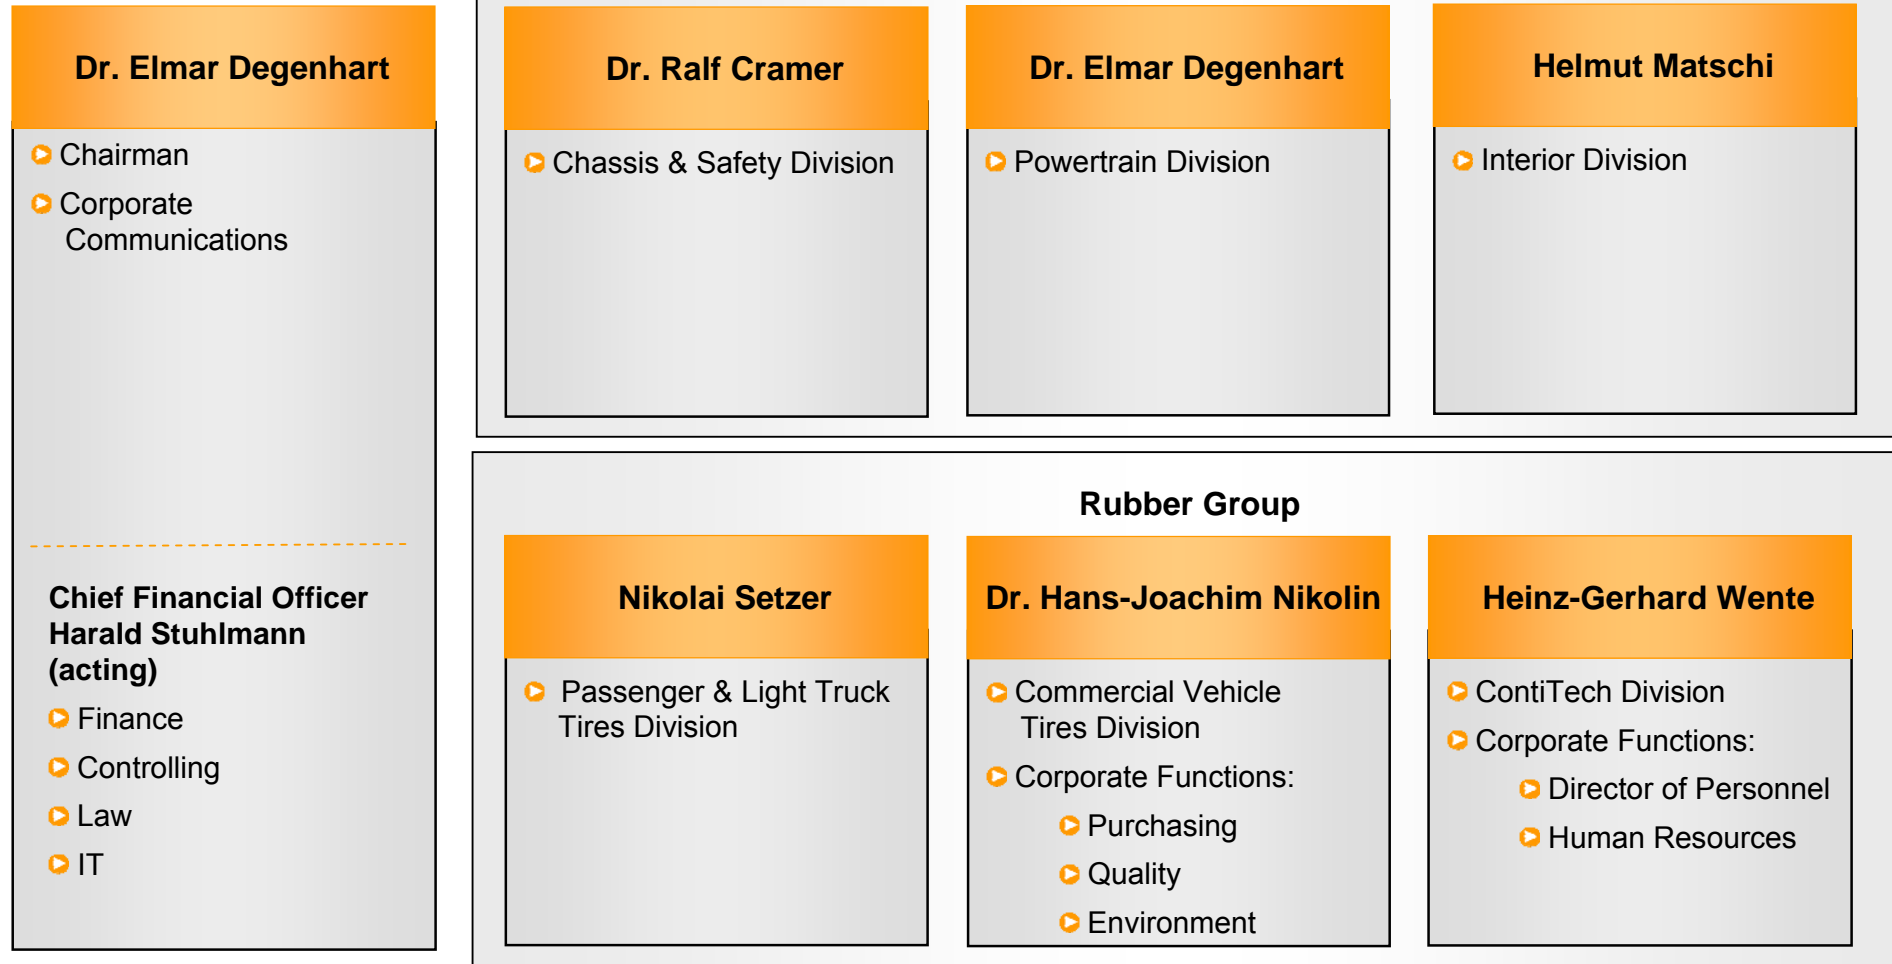 Dr. Elmar Degenhart
Chairman
Corporate
Communications
Chief Financial Officer
Harald Stuhlmann
(acting)
Finance
Controlling
Law
IT
Dr. Ralf Cramer
Chassis & Safety Division
Dr. Elmar Degenhart
Powertrain Division
Helmut Matschi
Interior Division
Rubber Group
Nikolai Setzer
Passenger & Light Truck
Tires Division
Dr. Hans-Joachim Nikolin
Commercial Vehicle
Tires Division
Corporate Functions:
Purchasing
Quality
Environment
Heinz-Gerhard Wente
ContiTech Division
Corporate Functions:
Director of Personnel
Human Resources